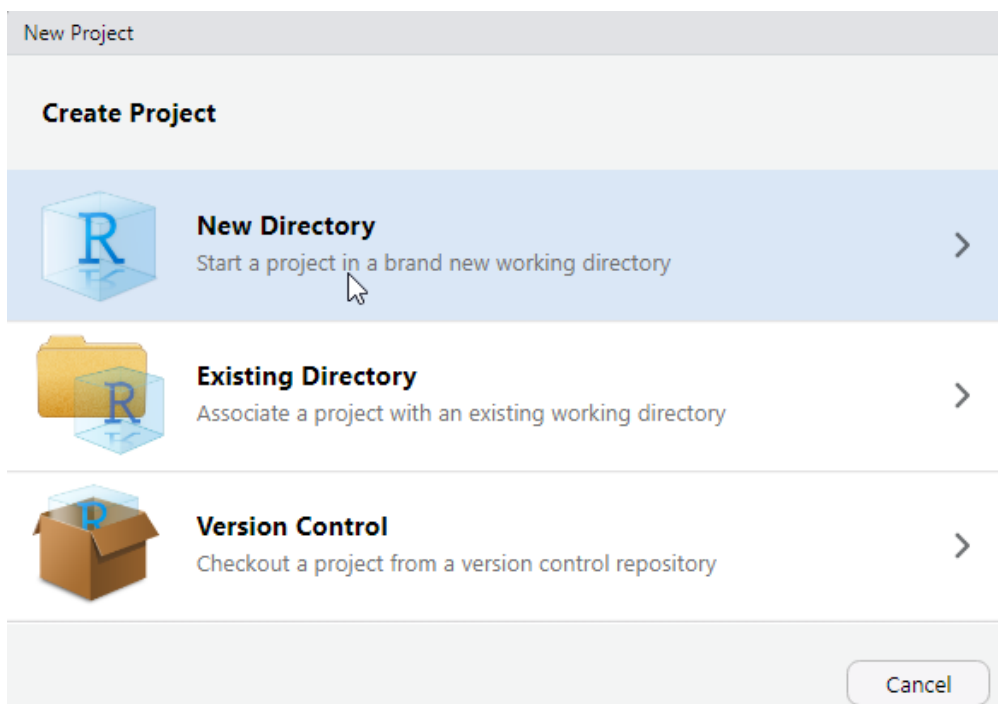 New Project
Create Project
R
New Directory
Start a project in a brand new working directory
R
Existing Directory
Associate a project with an existing working directory
R
Version Control
Checkout a project from a version control repository
Cancel